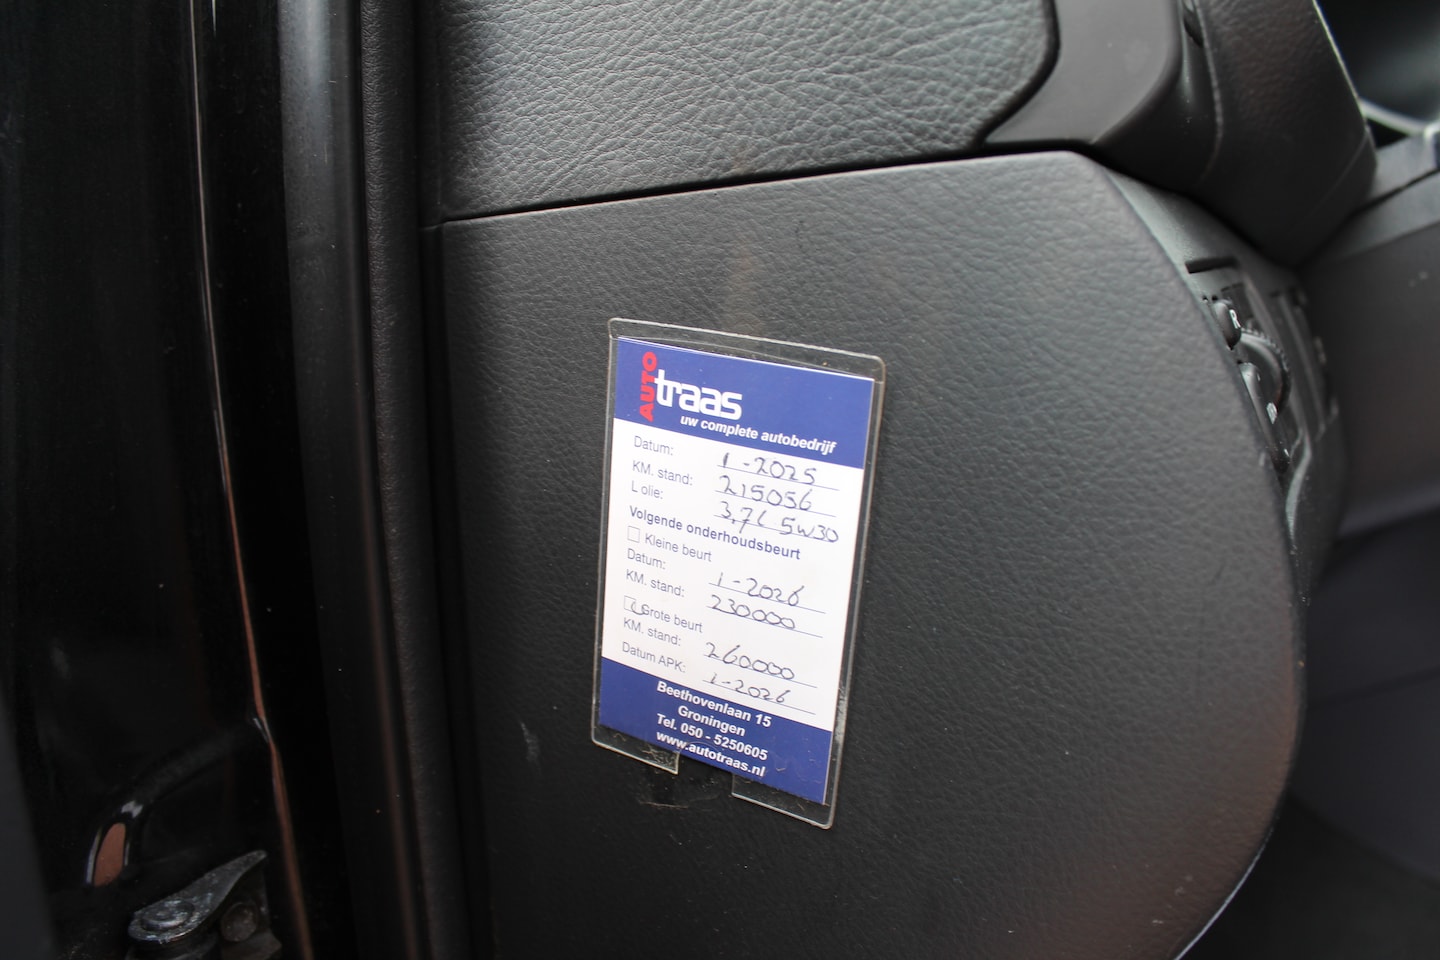 AUTO traas
uw complete autobedrijf
Datum: 1-2025
KM. stand: 215056
L olie: 3,7L 5W30
Volgende onderhoudsbeurt
Kleine beurt
Datum: 1-2026
KM. stand: 230000
Grote beurt
KM. stand: 260000
Datum APK: 1-2026
Beethovenlaan 15
Groningen
Tel. 050 - 5250605
www.autotraas.nl
R